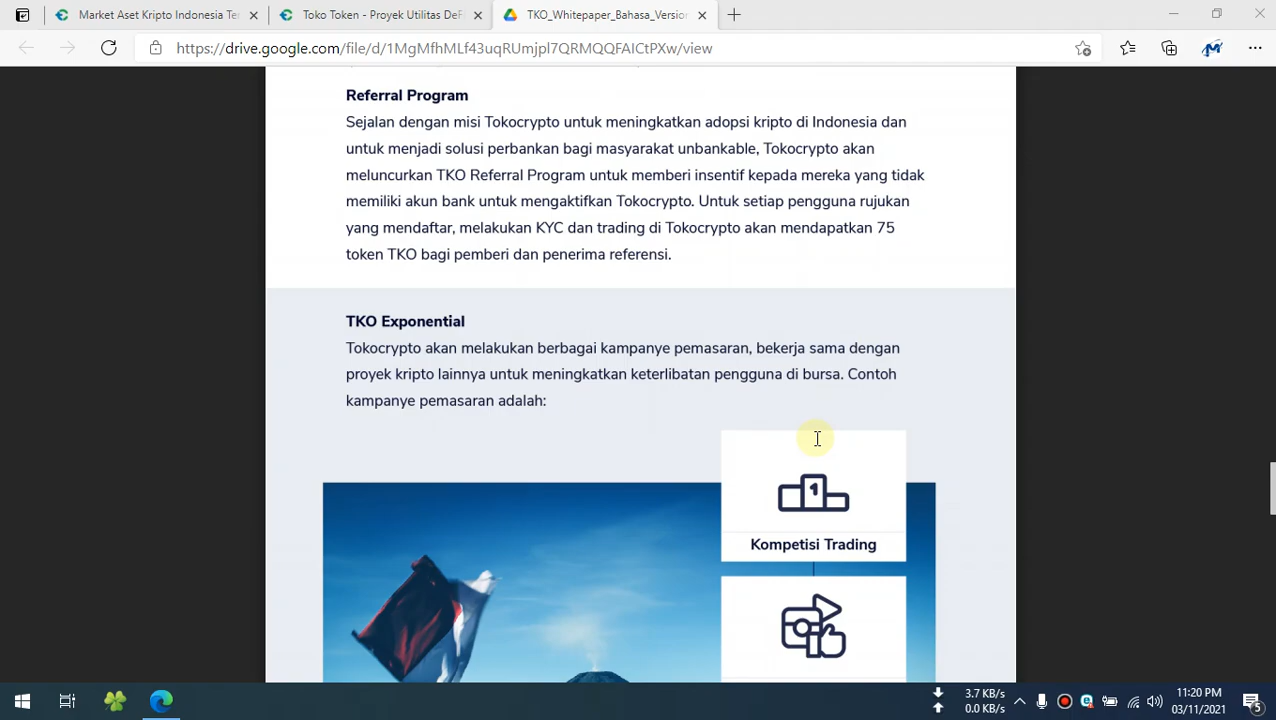 Market Aset Kripto Indonesia Te
Toko Token - Proyek Utilitas DeF
TKO_Whitepaper_Bahasa_Version
https://drive.google.com/file/d/1MgMfhMLf43uqRUmjpl7QRMQQFAICtPXw/view
Referral Program
Sejalan dengan misi Tokocrypto untuk meningkatkan adopsi kripto di Indonesia dan
untuk menjadi solusi perbankan bagi masyarakat unbankable, Tokocrypto akan
meluncurkan TKO Referral Program untuk memberi insentif kepada mereka yang tidak
memiliki akun bank untuk mengaktifkan Tokocrypto. Untuk setiap pengguna rujukan
yang mendaftar, melakukan KYC dan trading di Tokocrypto akan mendapatkan 75
token TKO bagi pemberi dan penerima referensi.
TKO Exponential
Tokocrypto akan melakukan berbagai kampanye pemasaran, bekerja sama dengan
proyek kripto lainnya untuk meningkatkan keterlibatan pengguna di bursa. Contoh
kampanye pemasaran adalah:
1
Kompetisi Trading
3.7 KB/s
0.0 KB/s
11:20 PM
03/11/2021
5